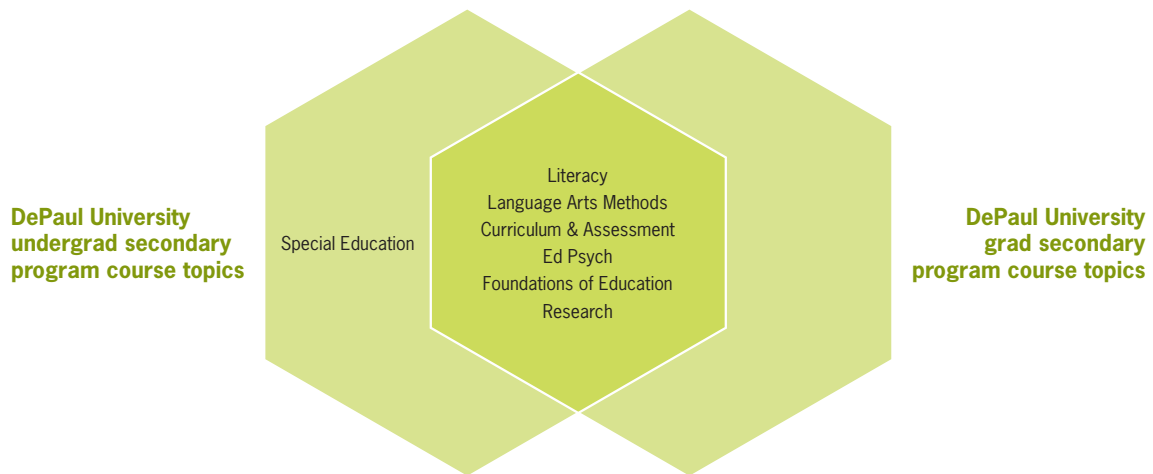 DePaul University
undergrad secondary
program course topics
Special Education
Literacy
Language Arts Methods
Curriculum & Assessment
Ed Psych
Foundations of Education
Research
DePaul University
grad secondary
program course topics